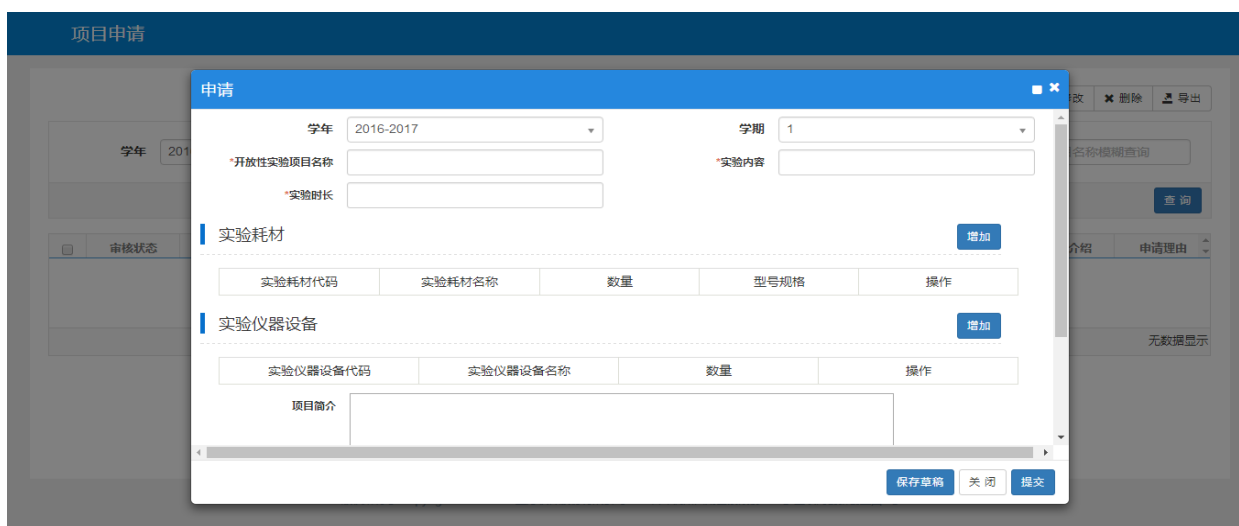 项目申请
申请
改 删除 导出
学年 2016-2017 学期 1
学年 201 名称模糊查询
*开放性实验项目名称 *实验内容
*实验时长
查 询
实验耗材 增加
审核状态 介绍 申请理由
实验耗材代码 实验耗材名称 数量 型号规格 操作
实验仪器设备 增加
无数据显示
实验仪器设备代码 实验仪器设备名称 数量 操作
项目简介
保存草稿 关 闭 提交